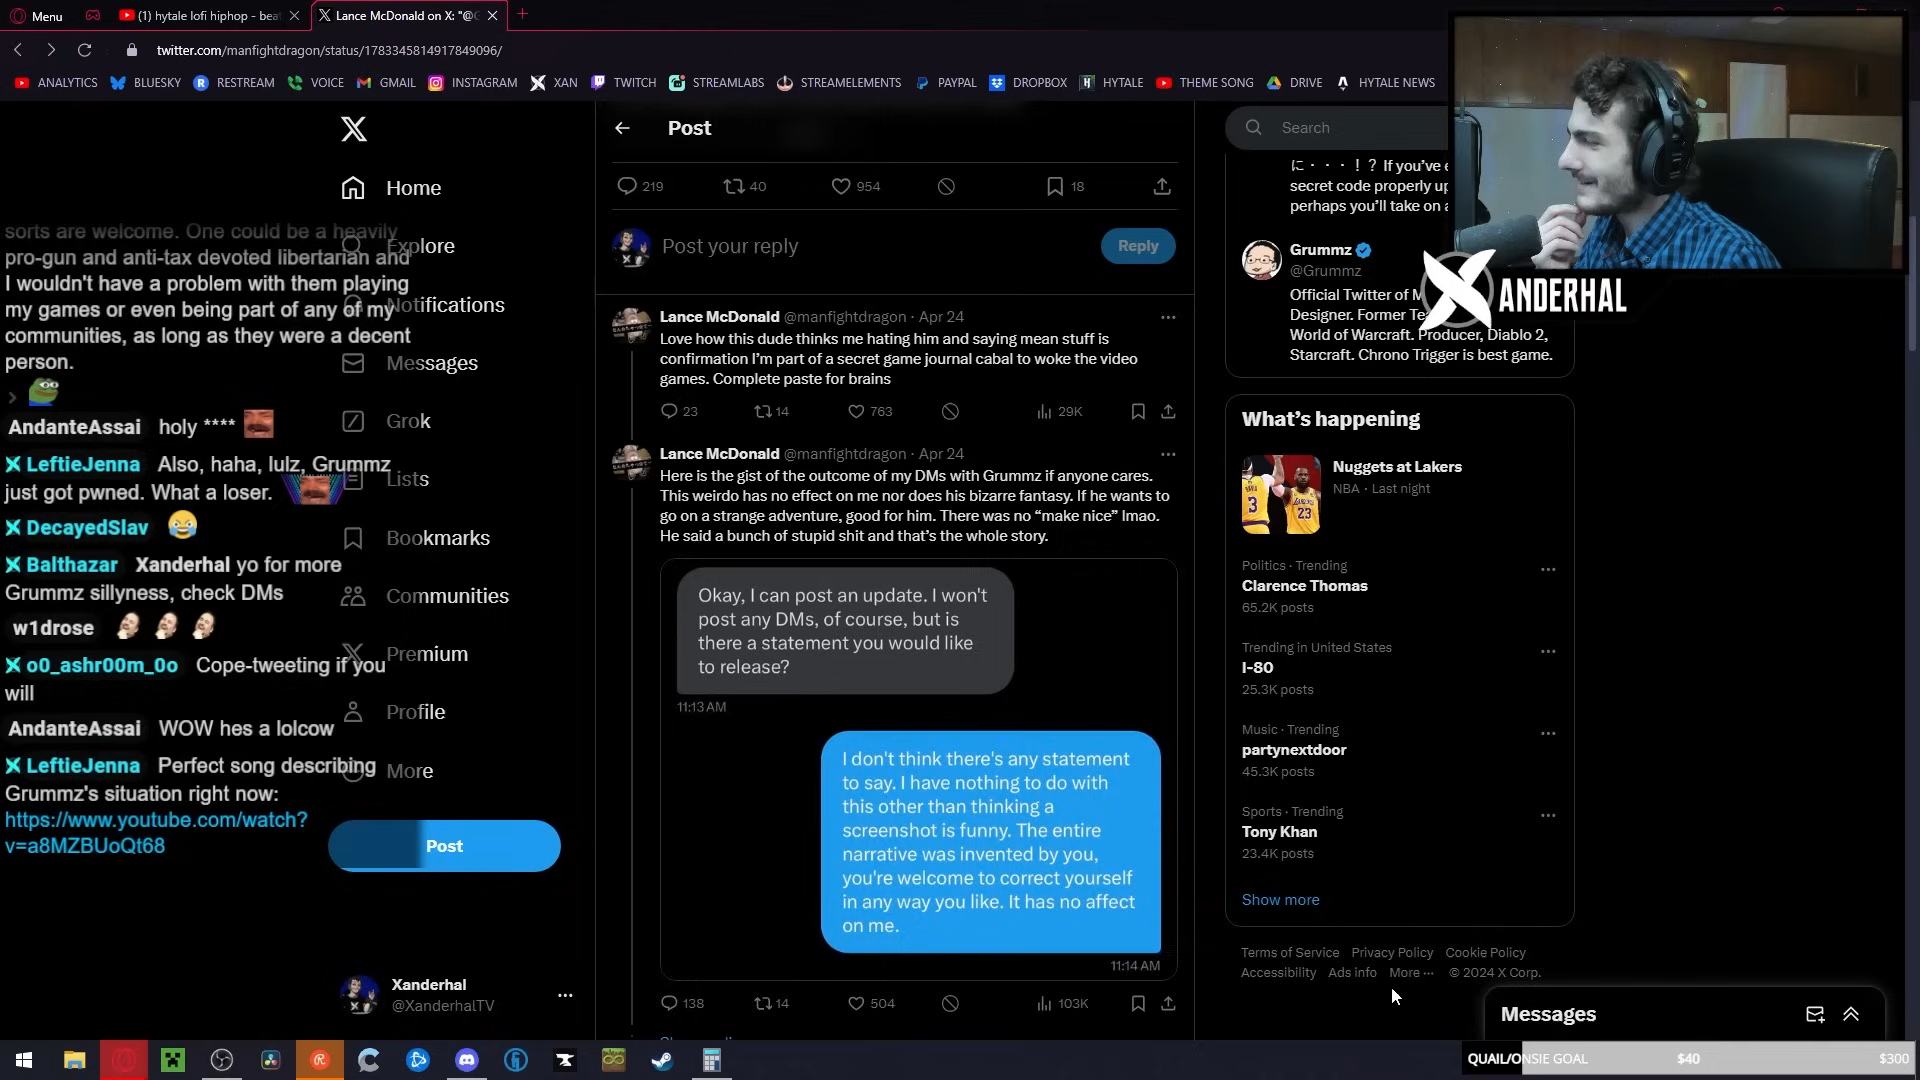 Menu
(1) hytale lofi hiphop - bea
Lance McDonald on X: "@G
twitter.com/manfightdragon/status/1783345814917849096/
ANALYTICS BLUESKY RESTREAM VOICE GMAIL INSTAGRAM XAN TWITCH STREAMLABS STREAMELEMENTS PAYPAL DROPBOX HYTALE THEME SONG DRIVE HYTALE NEWS
sorts are welcome. One could be a heavily
pro-gun and anti-tax devoted libertarian and
I wouldn't have a problem with them playing
my games or even being part of any of my
communities, as long as they were a decent
person.
AndanteAssai holy ****
LeftieJenna Also, haha, lulz, Grummz
just got pwned. What a loser.
DecayedSlav
Balthazar Xanderhal yo for more
Grummz sillyness, check DMs
w1drose
o0_ashr00m_0o Cope-tweeting if you
will
AndanteAssai WOW hes a lolcow
LeftieJenna Perfect song describing
Grummz's situation right now:
https://www.youtube.com/watch?
v=a8MZBUoQt68
Home
Explore
Notifications
Messages
Grok
Lists
Bookmarks
Communities
Premium
Profile
More
Post
Xanderhal
@XanderhalTV
Post
219 40 954 18
Post your reply
Reply
Lance McDonald @manfightdragon · Apr 24
Love how this dude thinks me hating him and saying mean stuff is
confirmation I'm part of a secret game journal cabal to woke the video
games. Complete paste for brains
23 14 763 29K
Lance McDonald @manfightdragon · Apr 24
Here is the gist of the outcome of my DMs with Grummz if anyone cares.
This weirdo has no effect on me nor does his bizarre fantasy. If he wants to
go on a strange adventure, good for him. There was no "make nice" lmao.
He said a bunch of stupid shit and that's the whole story.
Okay, I can post an update. I won't
post any DMs, of course, but is
there a statement you would like
to release?
11:13 AM
I don't think there's any statement
to say. I have nothing to do with
this other than thinking a
screenshot is funny. The entire
narrative was invented by you,
you're welcome to correct yourself
in any way you like. It has no affect
on me.
11:14 AM
138 14 504 103K
Search
に・・・！？ If you've e
secret code properly up
perhaps you'll take on a
Grummz
@Grummz
Official Twitter of M
Designer. Former Te
World of Warcraft. Producer, Diablo 2,
Starcraft. Chrono Trigger is best game.
XANDERHAL
What's happening
Nuggets at Lakers
NBA · Last night
3
23
Politics · Trending
Clarence Thomas
65.2K posts
Trending in United States
I-80
25.3K posts
Music · Trending
partynextdoor
45.3K posts
Sports · Trending
Tony Khan
23.4K posts
Show more
Terms of Service Privacy Policy Cookie Policy
Accessibility Ads info More ··· © 2024 X Corp.
Messages
QUAIL/ONSIE GOAL $40 $300